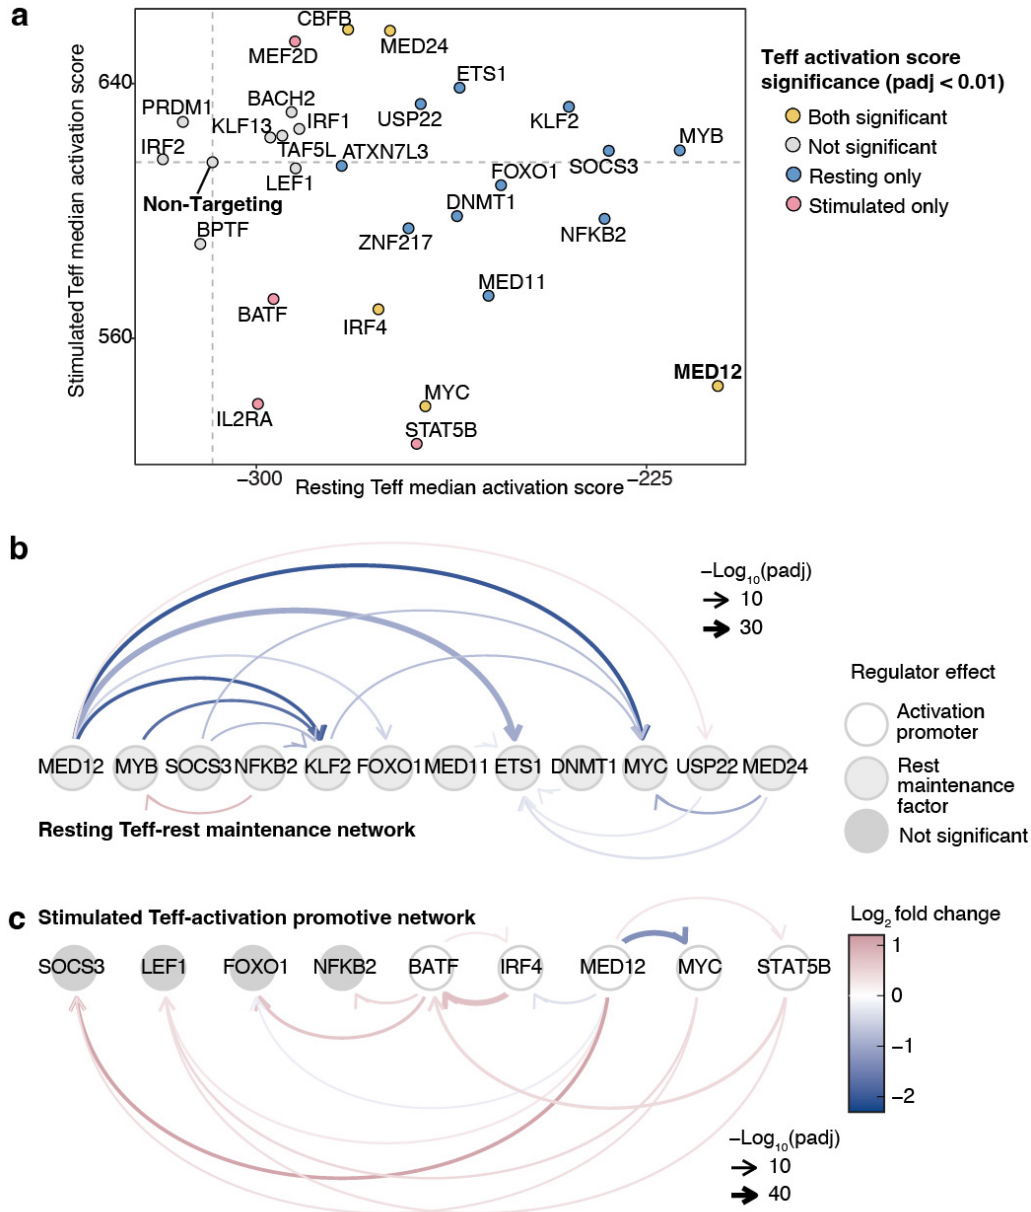 a
Stimulated Teff median activation score
640
560
CBFB
MED24
MEF2D
ETS1
PRDM1
BACH2
USP22
KLF2
KLF13
IRF1
MYB
IRF2
TAF5L
ATXN7L3
SOCS3
LEF1
FOXO1
Non-Targeting
DNMT1
BPTF
ZNF217
NFKB2
MED11
BATF
IRF4
MED12
MYC
IL2RA
STAT5B
−300
−225
Resting Teff median activation score
Teff activation score
significance (padj < 0.01)
Both significant
Not significant
Resting only
Stimulated only
b
−Log10(padj)
10
30
MED12 MYB SOCS3 NFKB2 KLF2 FOXO1 MED11 ETS1 DNMT1 MYC USP22 MED24
Resting Teff-rest maintenance network
Regulator effect
Activation
promoter
Rest
maintenance
factor
Not significant
c
Stimulated Teff-activation promotive network
SOCS3 LEF1 FOXO1 NFKB2 BATF IRF4 MED12 MYC STAT5B
Log2 fold change
1
0
−1
−2
−Log10(padj)
10
40